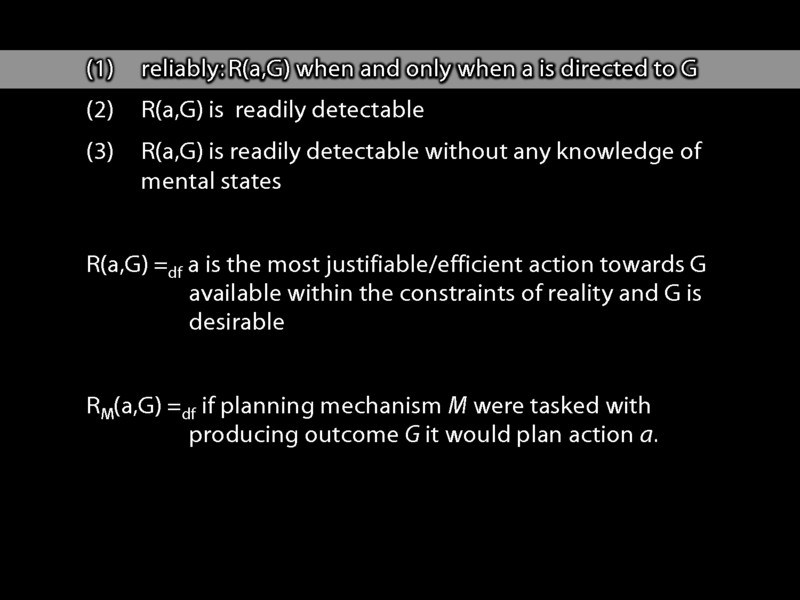 (1) reliably: R(a,G) when and only when a is directed to G
(2) R(a,G) is readily detectable
(3) R(a,G) is readily detectable without any knowledge of
mental states
R(a,G) =df a is the most justifiable/efficient action towards G
available within the constraints of reality and G is
desirable
RM(a,G) =df if planning mechanism M were tasked with
producing outcome G it would plan action a.